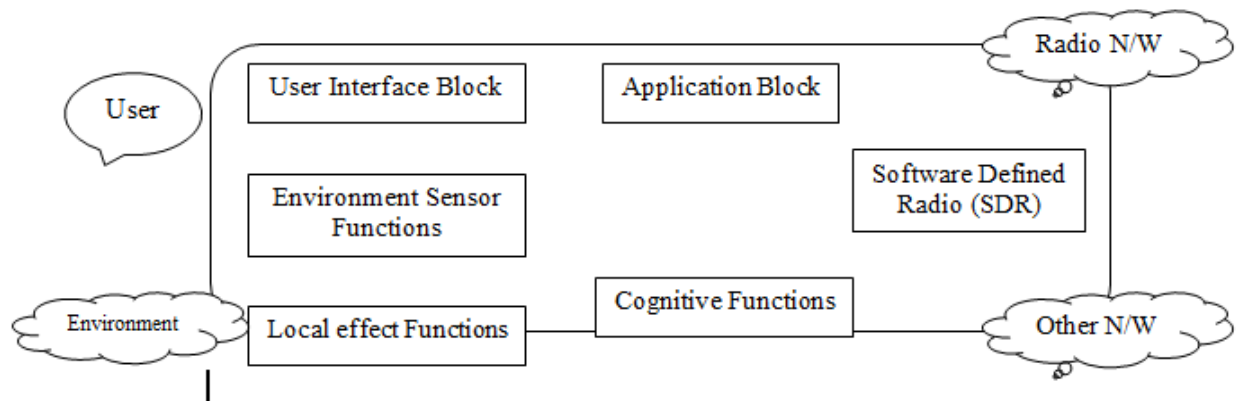 Radio N/W
User Interface Block
Application Block
User
Software Defined
Radio (SDR)
Environment Sensor
Functions
Cognitive Functions
Environment
Local effect Functions
Other N/W